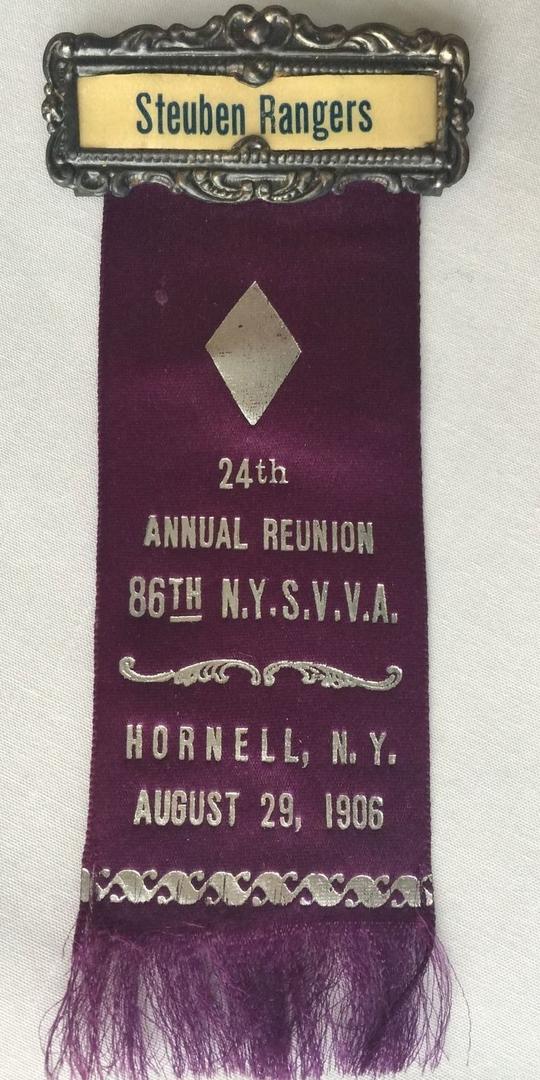 Steuben Rangers
24th
ANNUAL REUNION
86TH N.Y.S.V.V.A.
HORNELL, N.Y.
AUGUST 29, 1906